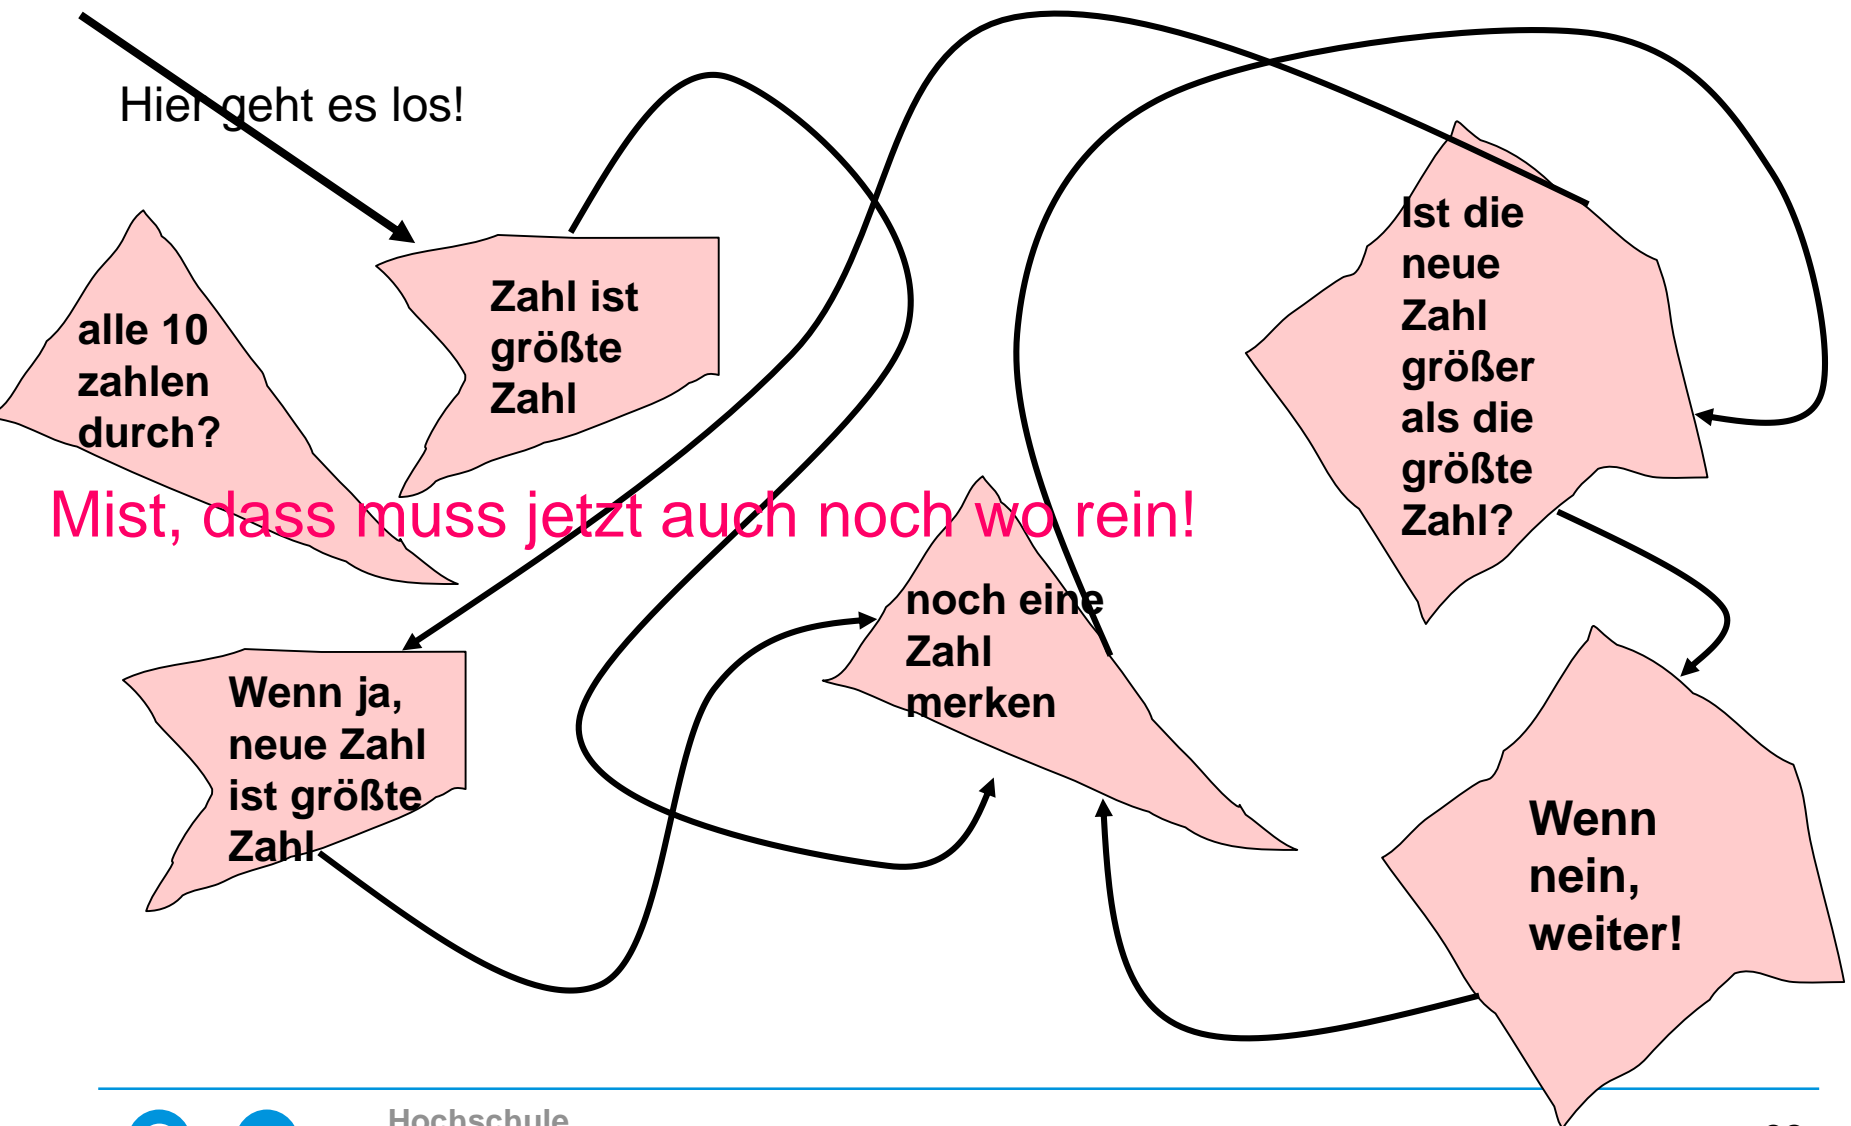 Hier geht es los!
alle 10
zahlen
durch?
Zahl ist
größte
Zahl
Ist die
neue
Zahl
größer
als die
größte
Zahl?
Mist, dass muss jetzt auch noch wo rein!
noch eine
Zahl
merken
Wenn ja,
neue Zahl
ist größte
Zahl
Wenn
nein,
weiter!
Hochschule